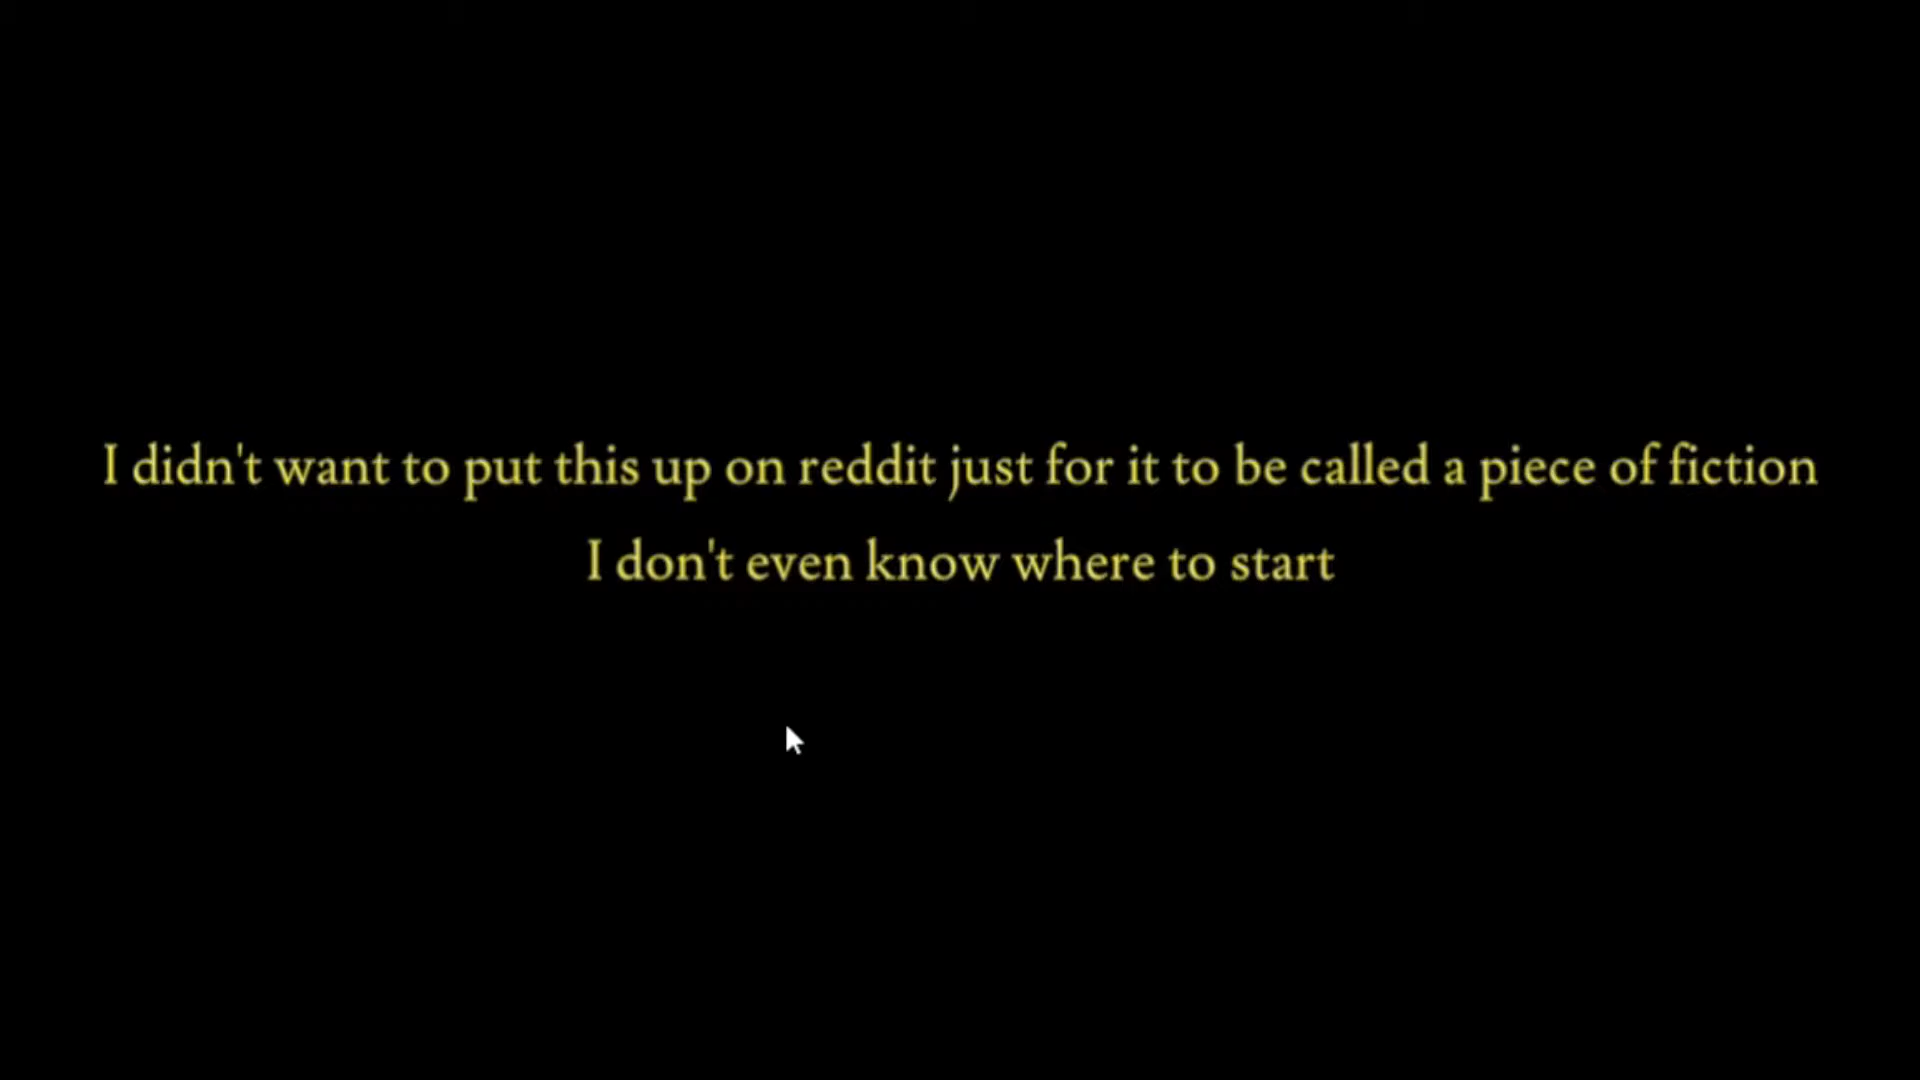 I didn't want to put this up on reddit just for it to be called a piece of fiction
I don't even know where to start